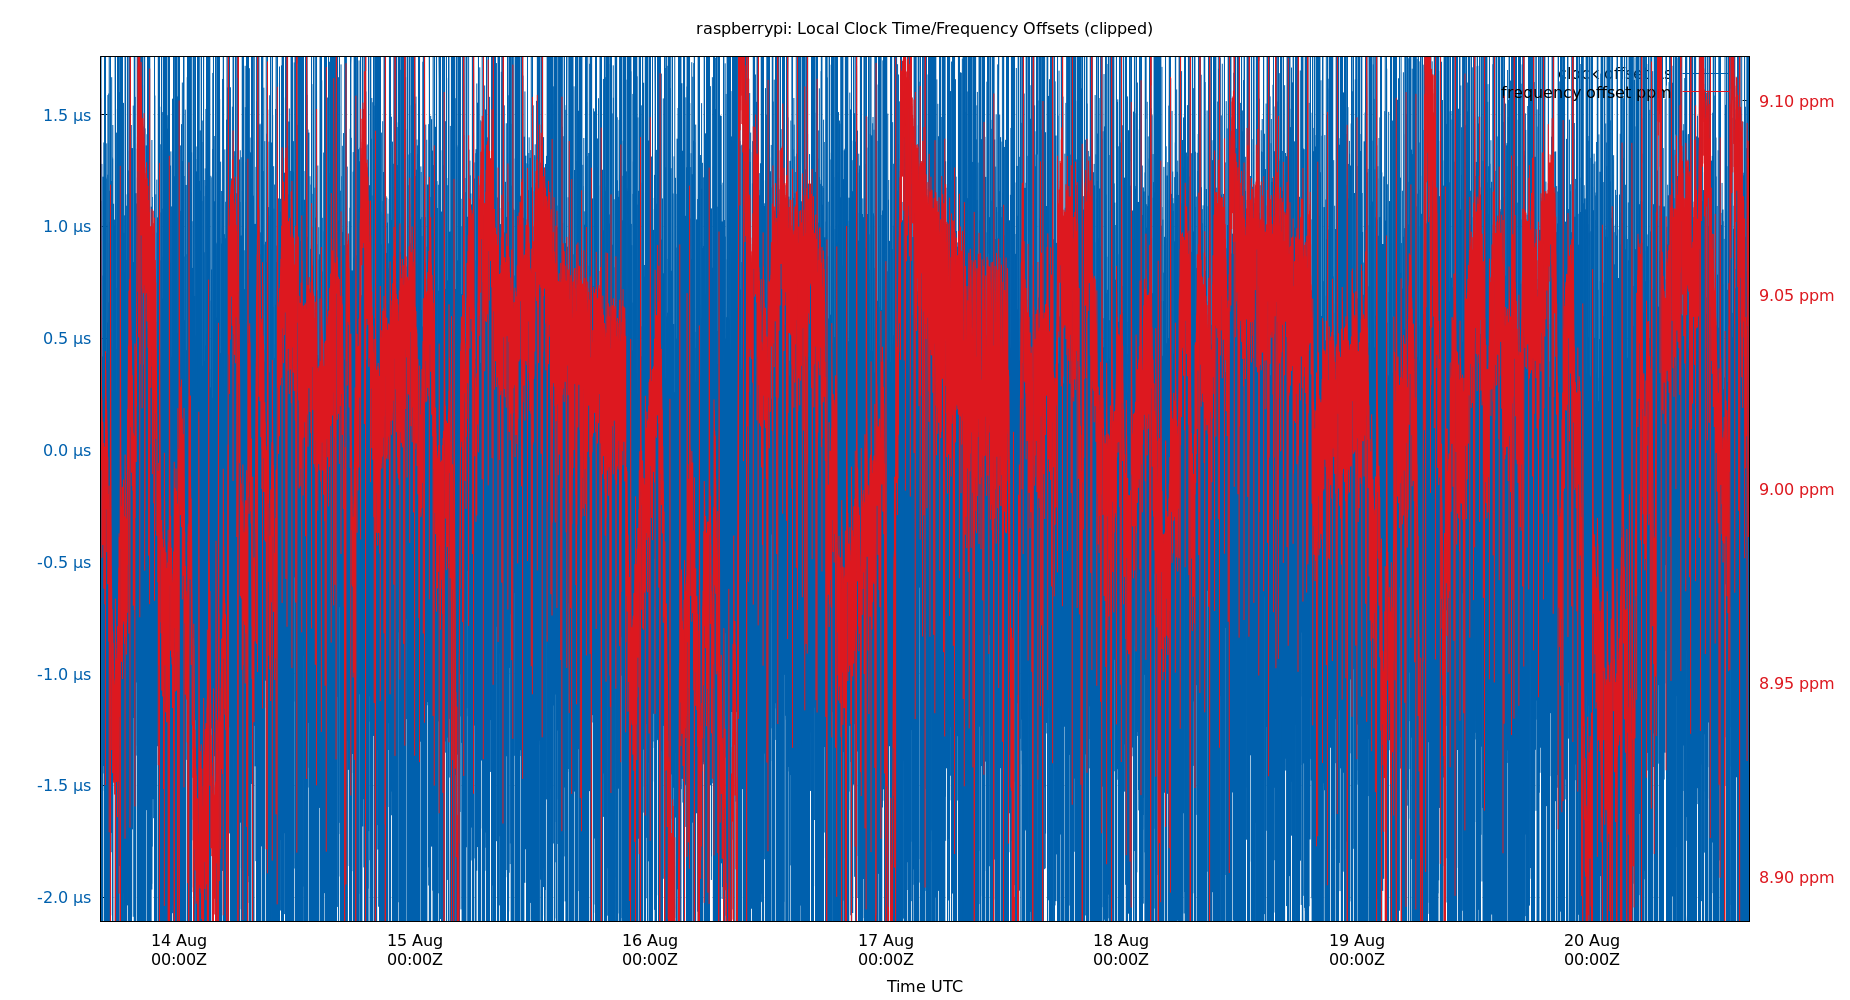 raspberrypi: Local Clock Time/Frequency Offsets (clipped)
clock offset
frequency offset ppm
1.5 µs
1.0 µs
0.5 µs
0.0 µs
-0.5 µs
-1.0 µs
-1.5 µs
-2.0 µs
9.10 ppm
9.05 ppm
9.00 ppm
8.95 ppm
8.90 ppm
14 Aug
00:00Z
15 Aug
00:00Z
16 Aug
00:00Z
17 Aug
00:00Z
18 Aug
00:00Z
19 Aug
00:00Z
20 Aug
00:00Z
Time UTC